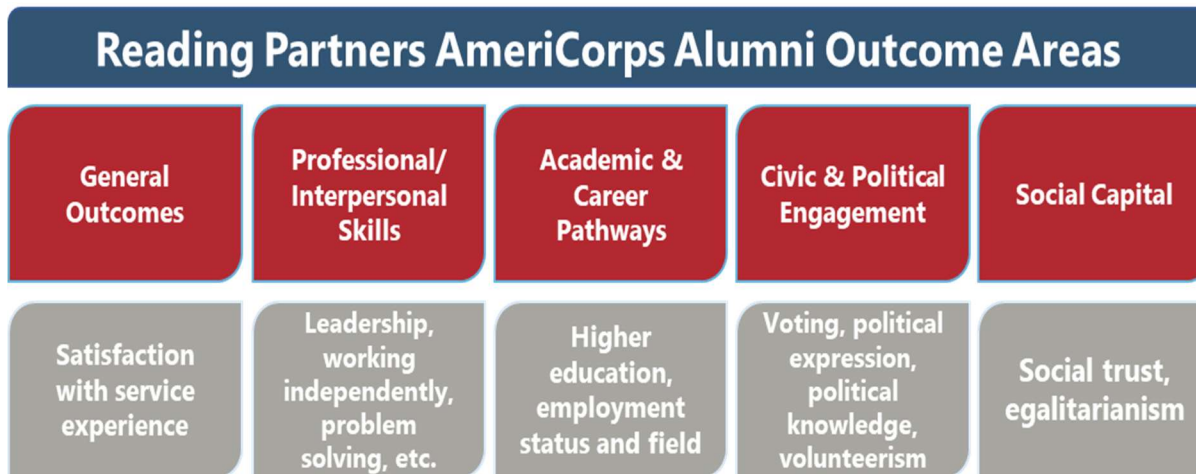 Reading Partners AmeriCorps Alumni Outcome Areas
General
Outcomes
Professional/
Interpersonal
Skills
Academic &
Career
Pathways
Civic & Political
Engagement
Social Capital
Satisfaction
with service
experience
Leadership,
working
independently,
problem
solving, etc.
Higher
education,
employment
status and field
Voting, political
expression,
political
knowledge,
volunteerism
Social trust,
egalitarianism